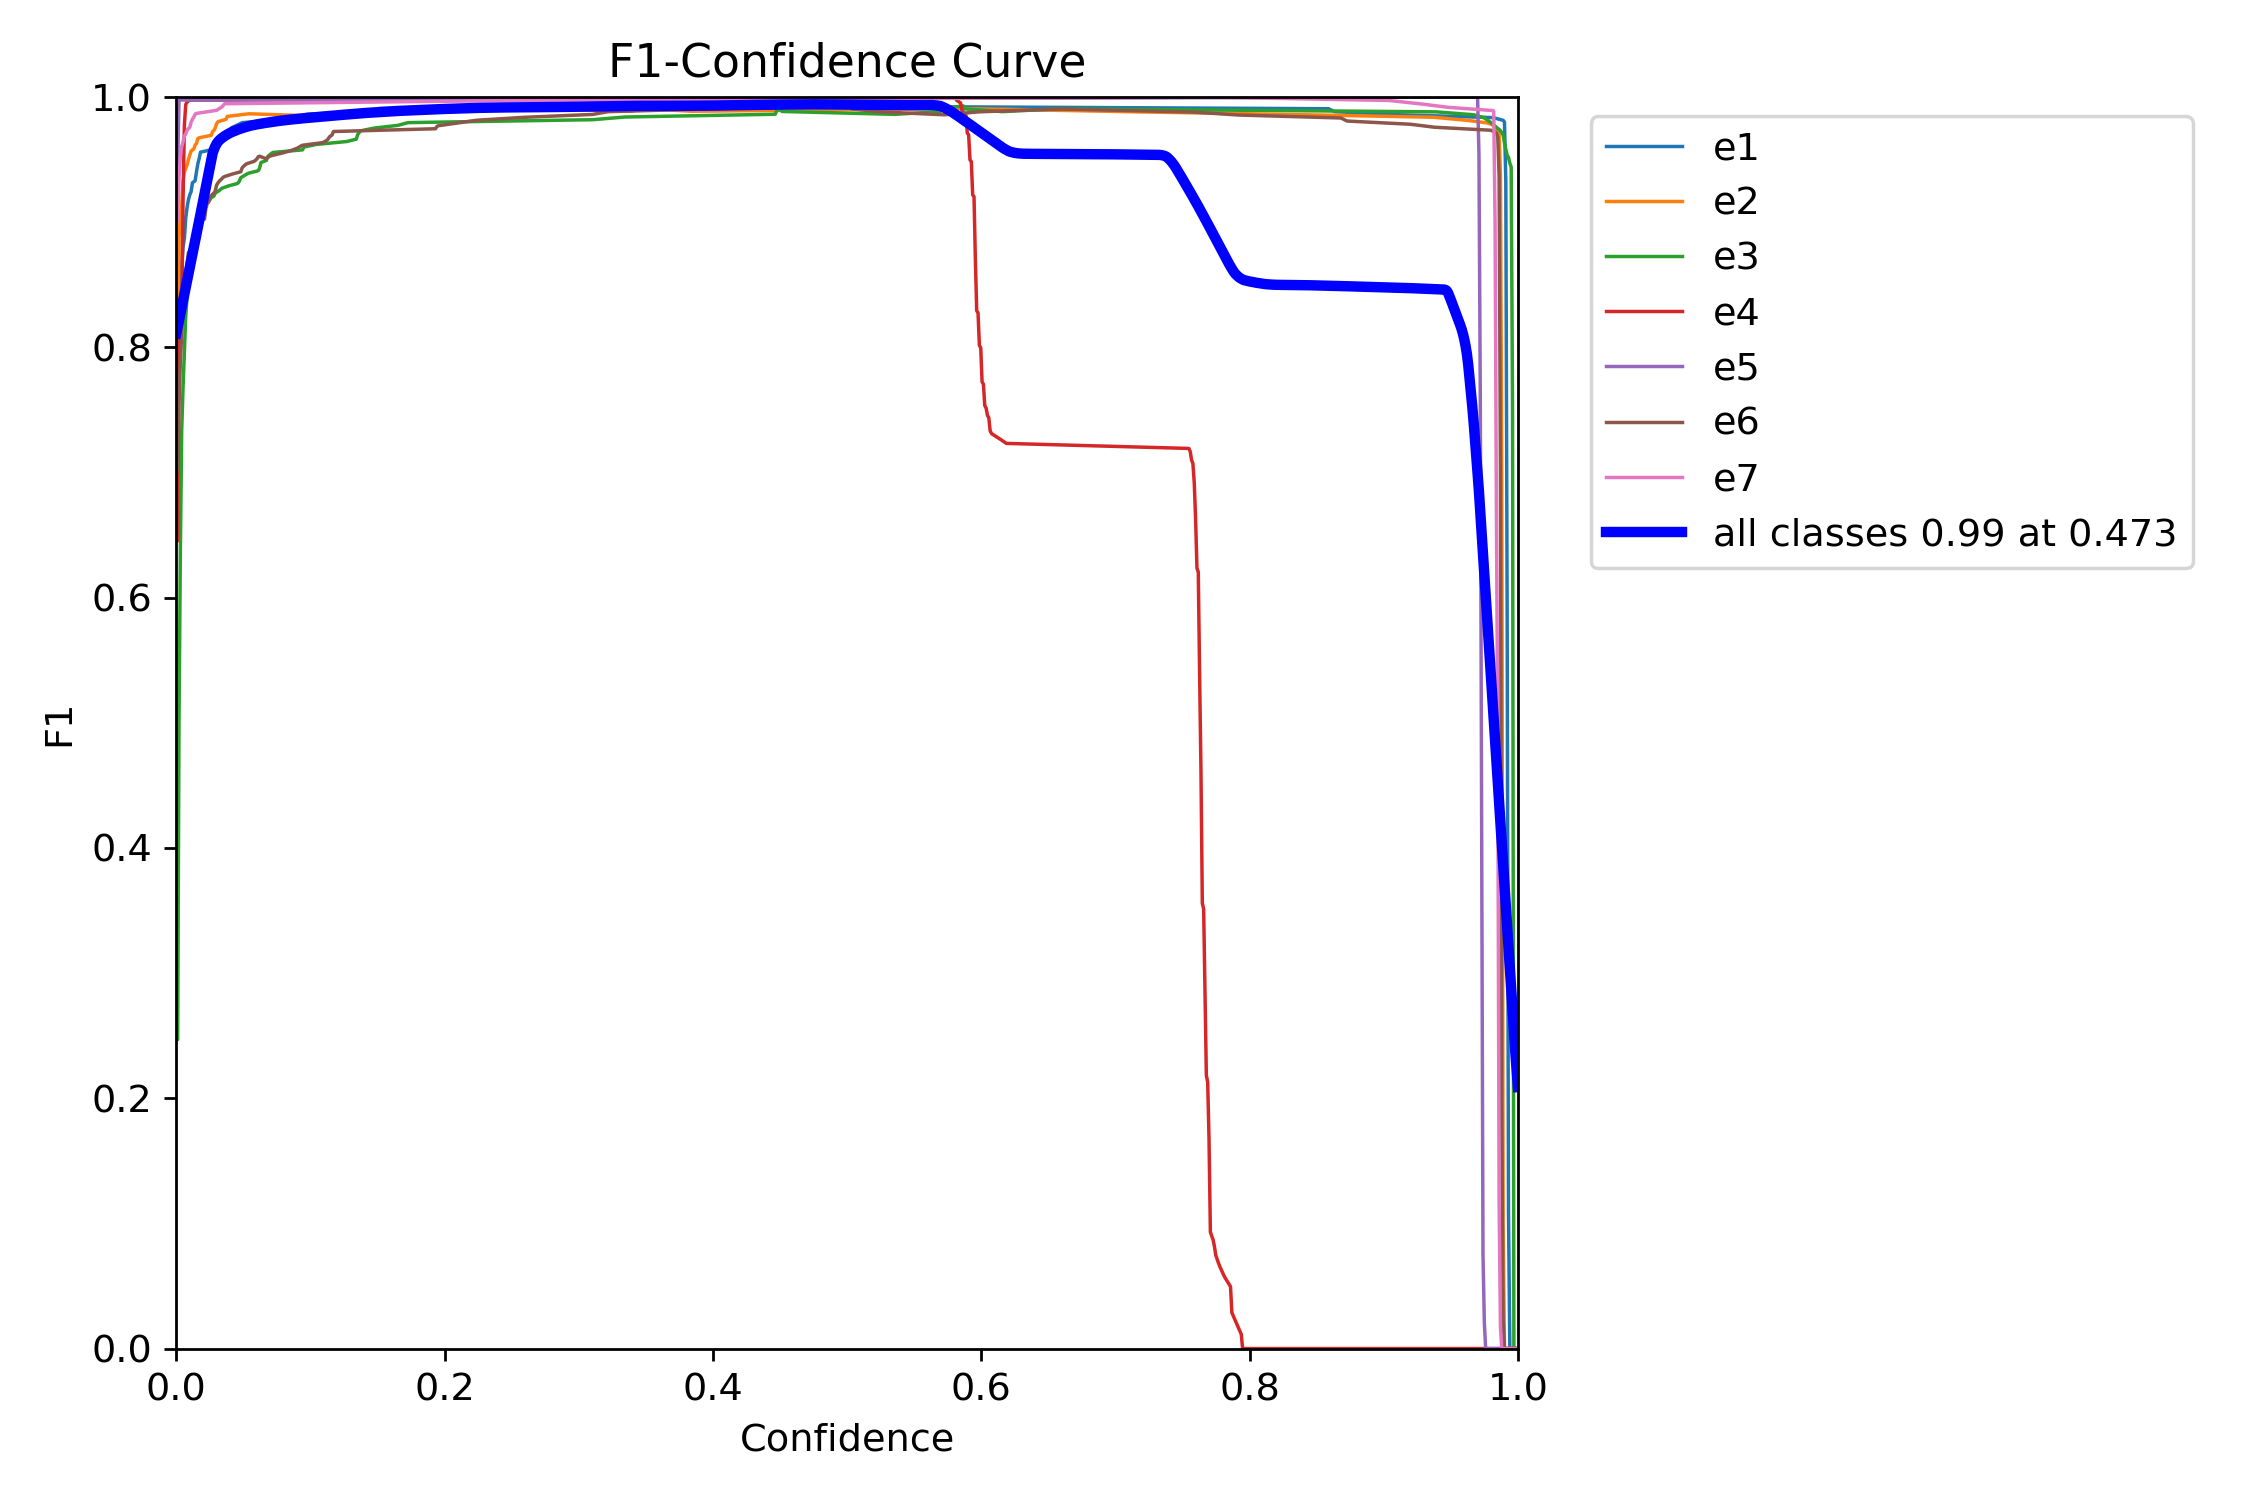 F1-Confidence Curve
1.0
0.8
0.6
0.4
0.2
0.0
F1
0.0 0.2 0.4 0.6 0.8 1.0
Confidence
e1
e2
e3
e4
e5
e6
e7
all classes 0.99 at 0.473